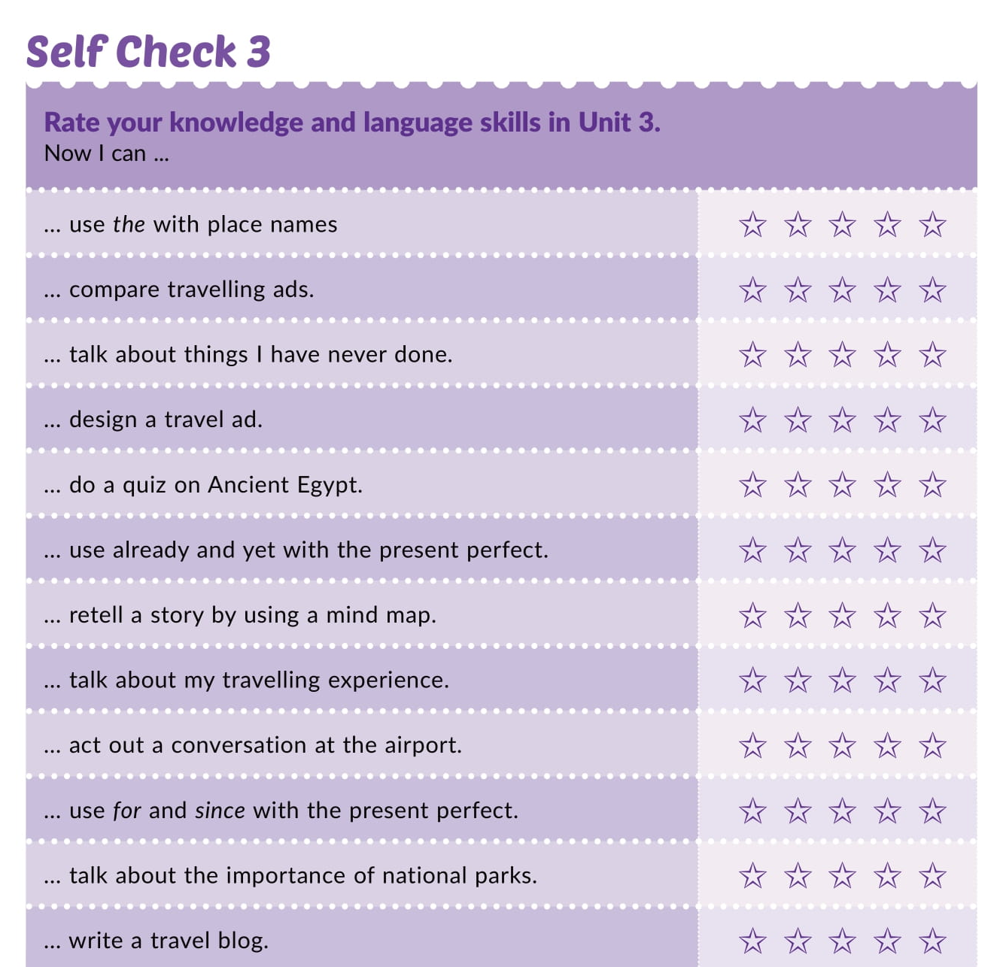 Self Check 3
Rate your knowledge and language skills in Unit 3.
Now I can ...
... use the with place names
... compare travelling ads.
... talk about things I have never done.
... design a travel ad.
... do a quiz on Ancient Egypt.
... use already and yet with the present perfect.
... retell a story by using a mind map.
... talk about my travelling experience.
... act out a conversation at the airport.
... use for and since with the present perfect.
... talk about the importance of national parks.
... write a travel blog.